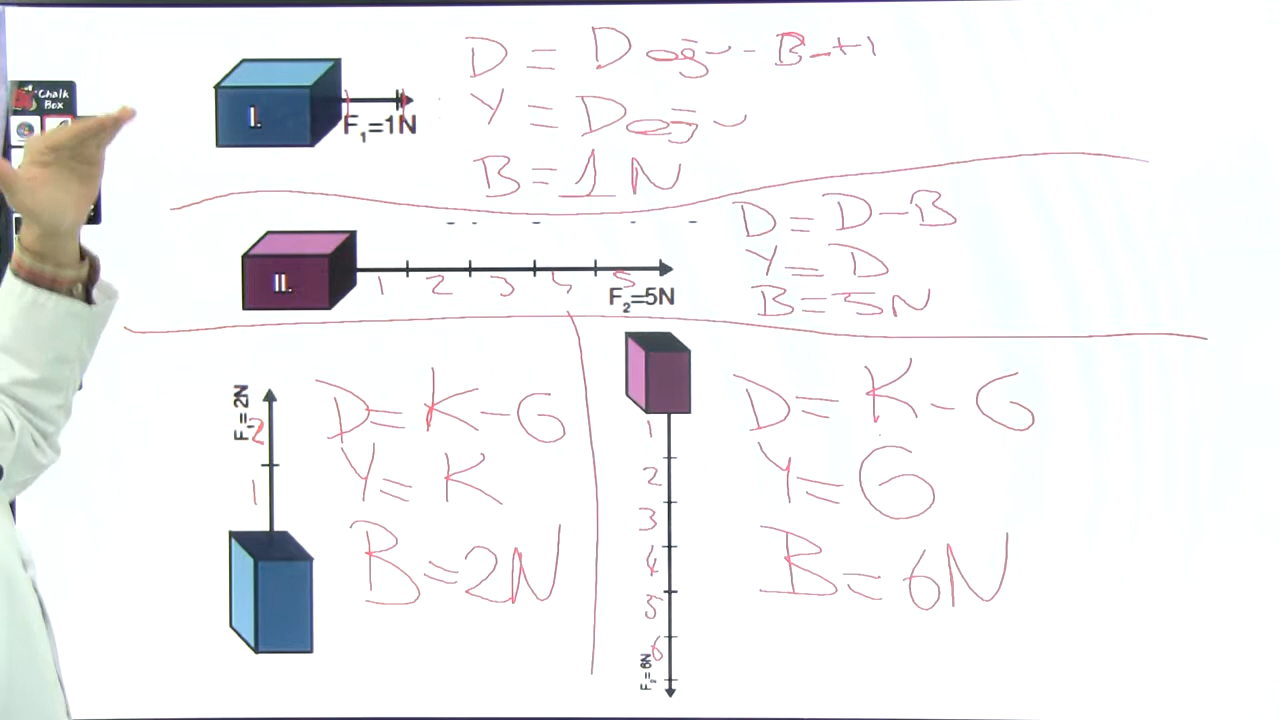 Chalk
Box
I.
F₁=1N
D = Doğu - Batı
Y = Doğu
B = 1 N
II.
1 2 3 4 5
F₂=5N
D = D - B
Y = D
B = 5N
F₁= 2N
2
1
D = K - G
Y = K
B = 2N
1
2
3
4
5
6
F₂= 6N
D = K - G
Y = G
B = 6N